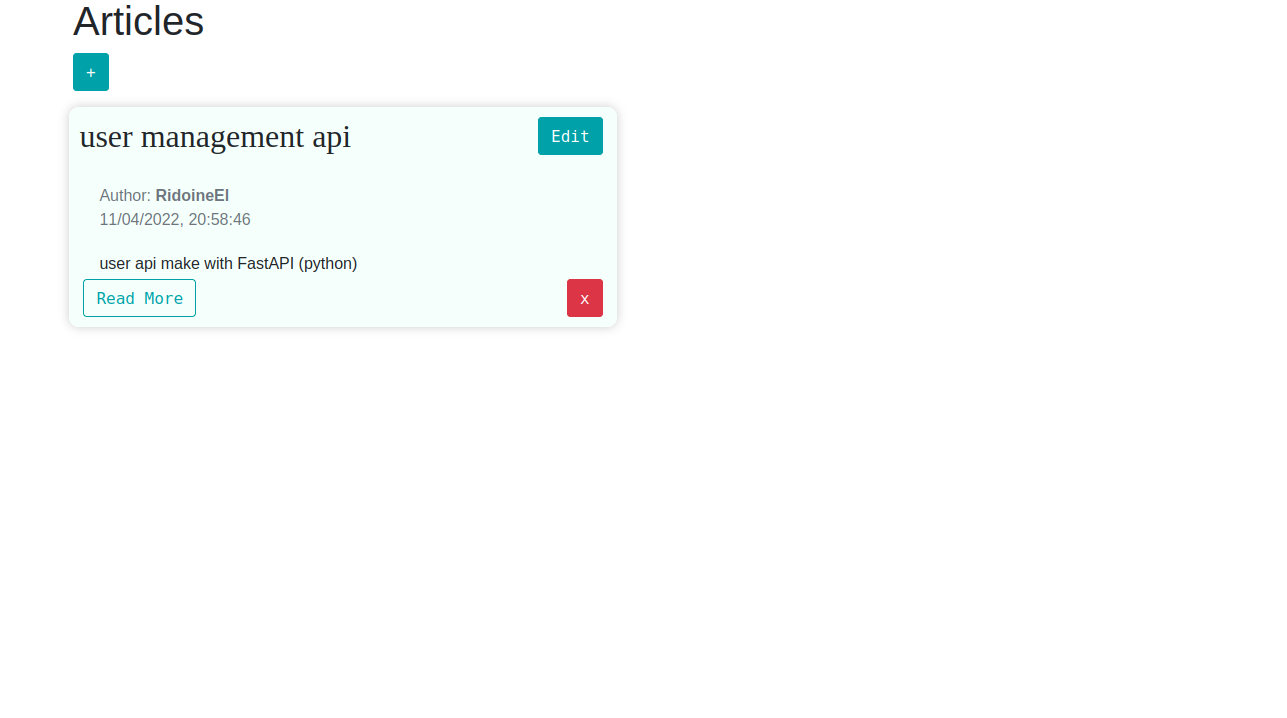 Articles
+
user management api
Edit
Author: RidoineEl
11/04/2022, 20:58:46
user api make with FastAPI (python)
Read More
x